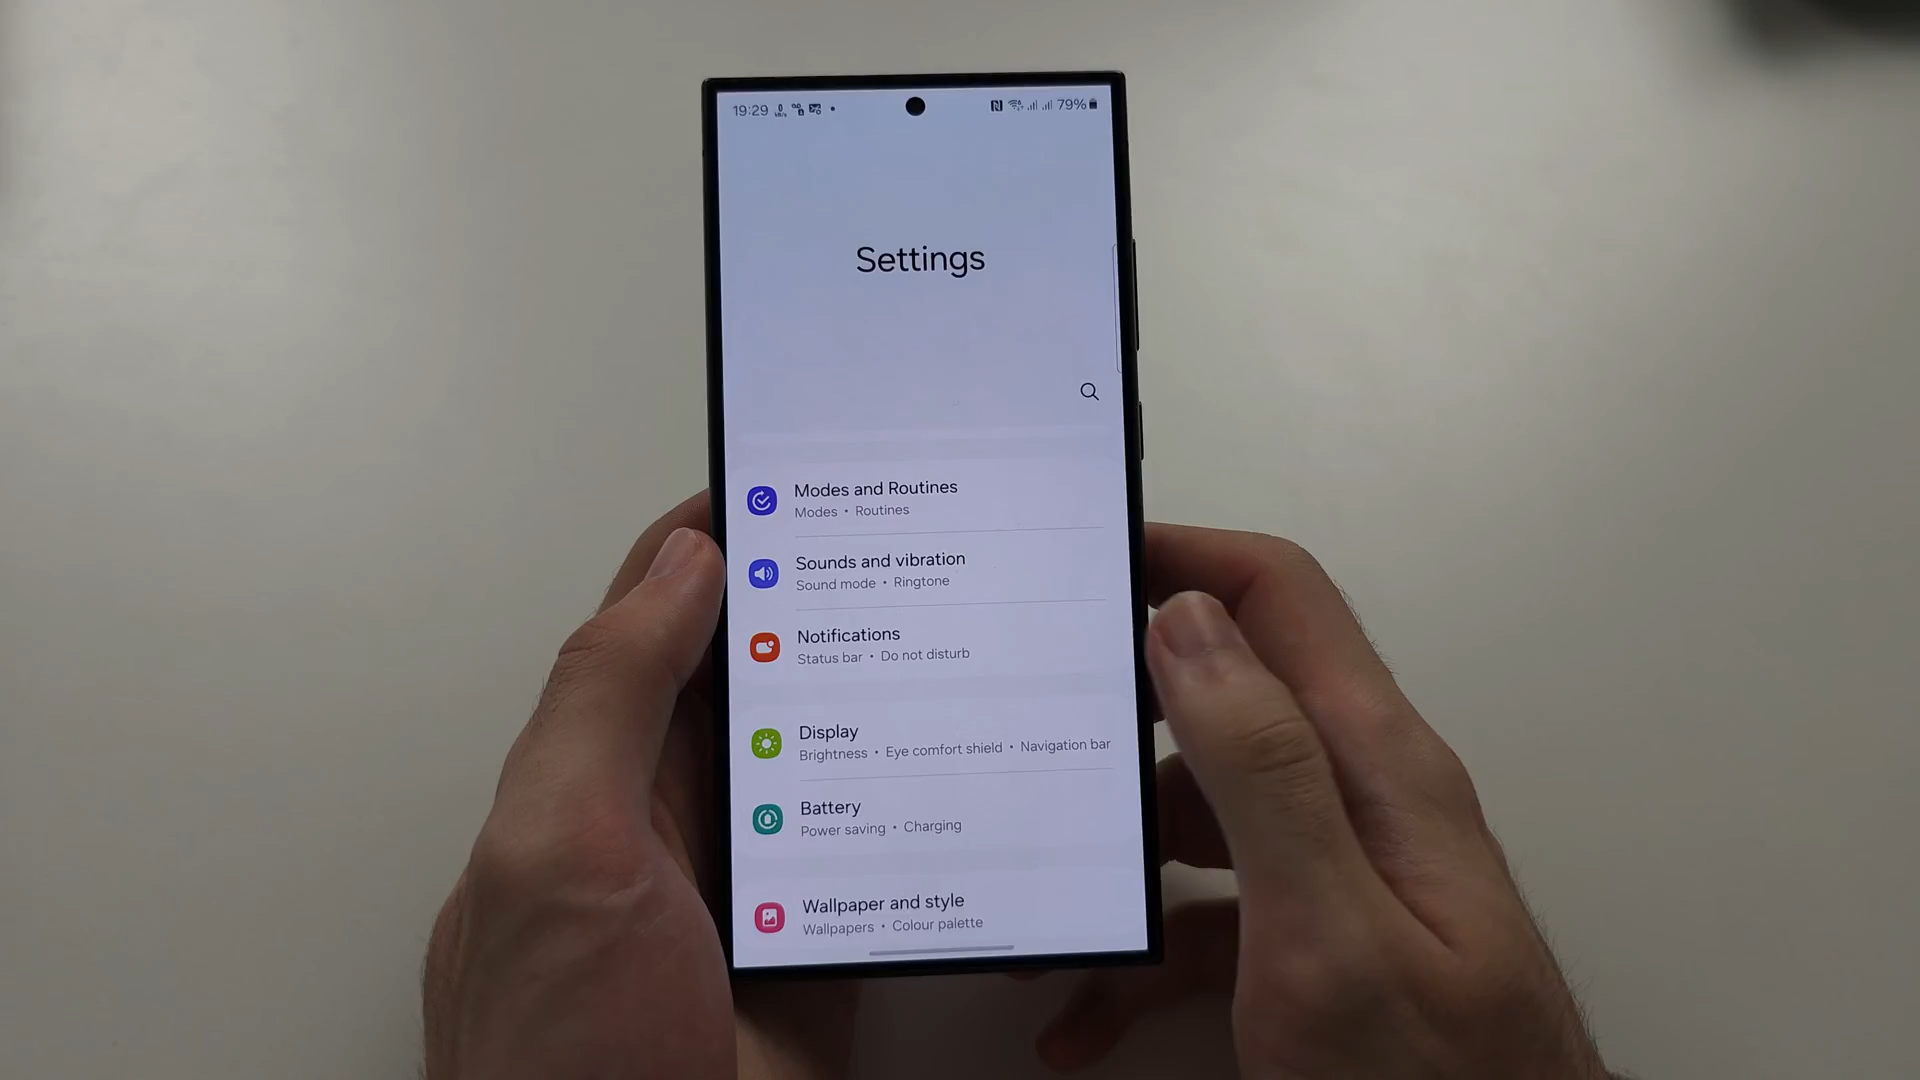 19:29 79%
Settings
Modes and Routines
Modes • Routines
Sounds and vibration
Sound mode • Ringtone
Notifications
Status bar • Do not disturb
Display
Brightness • Eye comfort shield • Navigation bar
Battery
Power saving • Charging
Wallpaper and style
Wallpapers • Colour palette